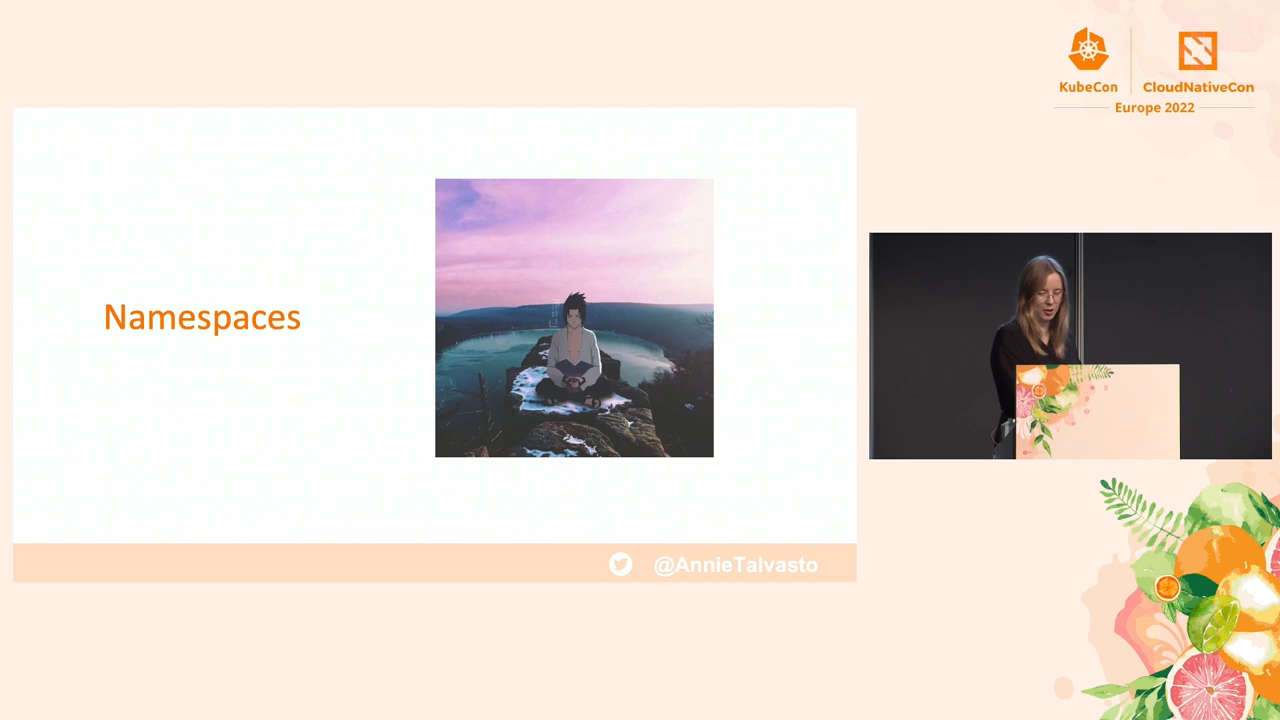 KubeCon
CloudNativeCon
Europe 2022
Namespaces
@AnnieTalvasto